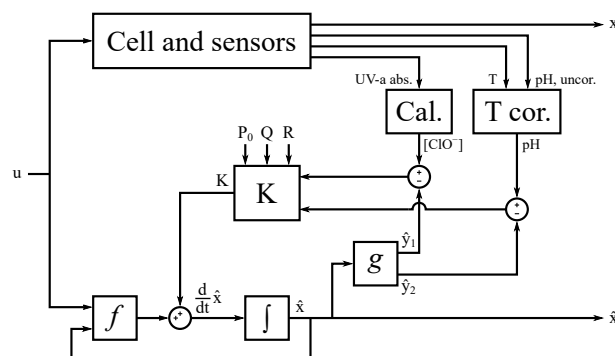 x
Cell and sensors
UV-a abs.
T
pH, uncor.
Cal.
T cor.
[ClO⁻]
pH
P₀ Q R
+
-
u
K
K
+
-
g
ŷ₁
ŷ₂
f
+
+
d/dt x̂
∫
x̂
x̂